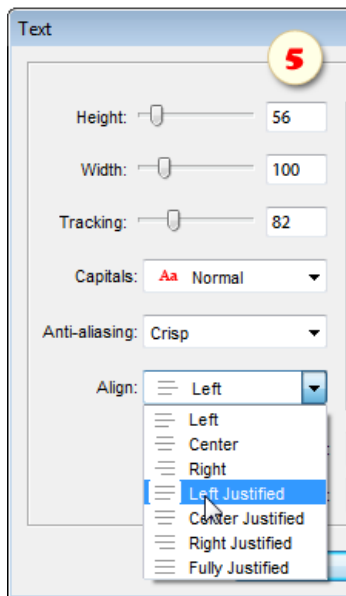 Text
5
Height: 56
Width: 100
Tracking: 82
Capitals: Aa Normal
Anti-aliasing: Crisp
Align: Left
Left
Center
Right
Left Justified
Center Justified
Right Justified
Fully Justified